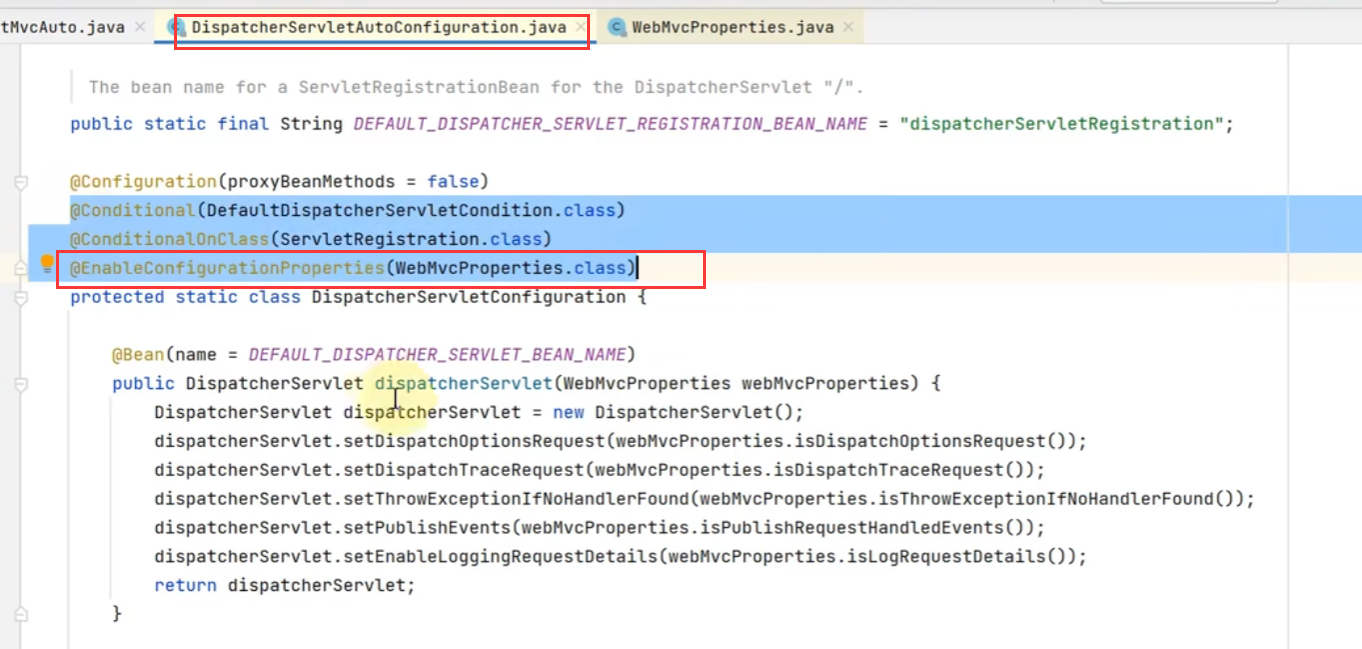 tMvcAuto.java
DispatcherServletAutoConfiguration.java
WebMvcProperties.java
The bean name for a ServletRegistrationBean for the DispatcherServlet "/".
public static final String DEFAULT_DISPATCHER_SERVLET_REGISTRATION_BEAN_NAME = "dispatcherServletRegistration";
@Configuration(proxyBeanMethods = false)
@Conditional(DefaultDispatcherServletCondition.class)
@ConditionalOnClass(ServletRegistration.class)
@EnableConfigurationProperties(WebMvcProperties.class)
protected static class DispatcherServletConfiguration {
@Bean(name = DEFAULT_DISPATCHER_SERVLET_BEAN_NAME)
public DispatcherServlet dispatcherServlet(WebMvcProperties webMvcProperties) {
DispatcherServlet dispatcherServlet = new DispatcherServlet();
dispatcherServlet.setDispatchOptionsRequest(webMvcProperties.isDispatchOptionsRequest());
dispatcherServlet.setDispatchTraceRequest(webMvcProperties.isDispatchTraceRequest());
dispatcherServlet.setThrowExceptionIfNoHandlerFound(webMvcProperties.isThrowExceptionIfNoHandlerFound());
dispatcherServlet.setPublishEvents(webMvcProperties.isPublishRequestHandledEvents());
dispatcherServlet.setEnableLoggingRequestDetails(webMvcProperties.isLogRequestDetails());
return dispatcherServlet;
}